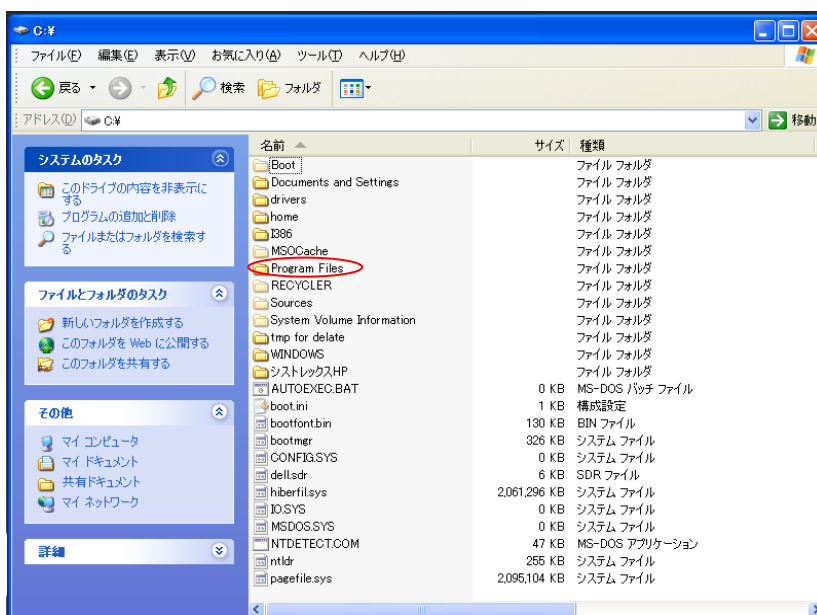 C:¥
ファイル(F) 編集(E) 表示(V) お気に入り(A) ツール(T) ヘルプ(H)
戻る 検索 フォルダ
アドレス(D) C:¥ 移動
システムのタスク
このドライブの内容を非表示に
する
プログラムの追加と削除
ファイルまたはフォルダを検索す
る
ファイルとフォルダのタスク
新しいフォルダを作成する
このフォルダを Web に公開する
このフォルダを共有する
その他
マイ コンピュータ
マイ ドキュメント
共有ドキュメント
マイ ネットワーク
詳細
名前 サイズ 種類
Boot ファイル フォルダ
Documents and Settings ファイル フォルダ
drivers ファイル フォルダ
home ファイル フォルダ
I386 ファイル フォルダ
MSOCache ファイル フォルダ
Program Files ファイル フォルダ
RECYCLER ファイル フォルダ
Sources ファイル フォルダ
System Volume Information ファイル フォルダ
tmp for delate ファイル フォルダ
WINDOWS ファイル フォルダ
シストレックスHP ファイル フォルダ
AUTOEXEC.BAT 0 KB MS-DOS バッチ ファイル
boot.ini 1 KB 構成設定
bootfont.bin 130 KB BIN ファイル
bootmgr 326 KB システム ファイル
CONFIG.SYS 0 KB システム ファイル
dell.sdr 6 KB SDR ファイル
hiberfil.sys 2,061,296 KB システム ファイル
IO.SYS 0 KB システム ファイル
MSDOS.SYS 0 KB システム ファイル
NTDETECT.COM 47 KB MS-DOS アプリケーション
ntldr 255 KB システム ファイル
pagefile.sys 2,095,104 KB システム ファイル